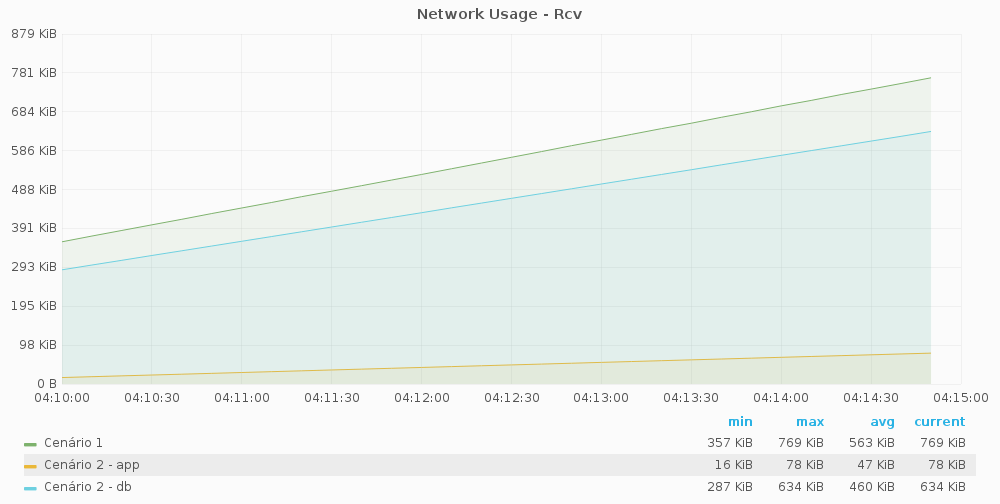 Network Usage - Rcv
879 KiB
781 KiB
684 KiB
586 KiB
488 KiB
391 KiB
293 KiB
195 KiB
98 KiB
0 B
04:10:00 04:10:30 04:11:00 04:11:30 04:12:00 04:12:30 04:13:00 04:13:30 04:14:00 04:14:30 04:15:00
min max avg current
Cenário 1 357 KiB 769 KiB 563 KiB 769 KiB
Cenário 2 - app 16 KiB 78 KiB 47 KiB 78 KiB
Cenário 2 - db 287 KiB 634 KiB 460 KiB 634 KiB